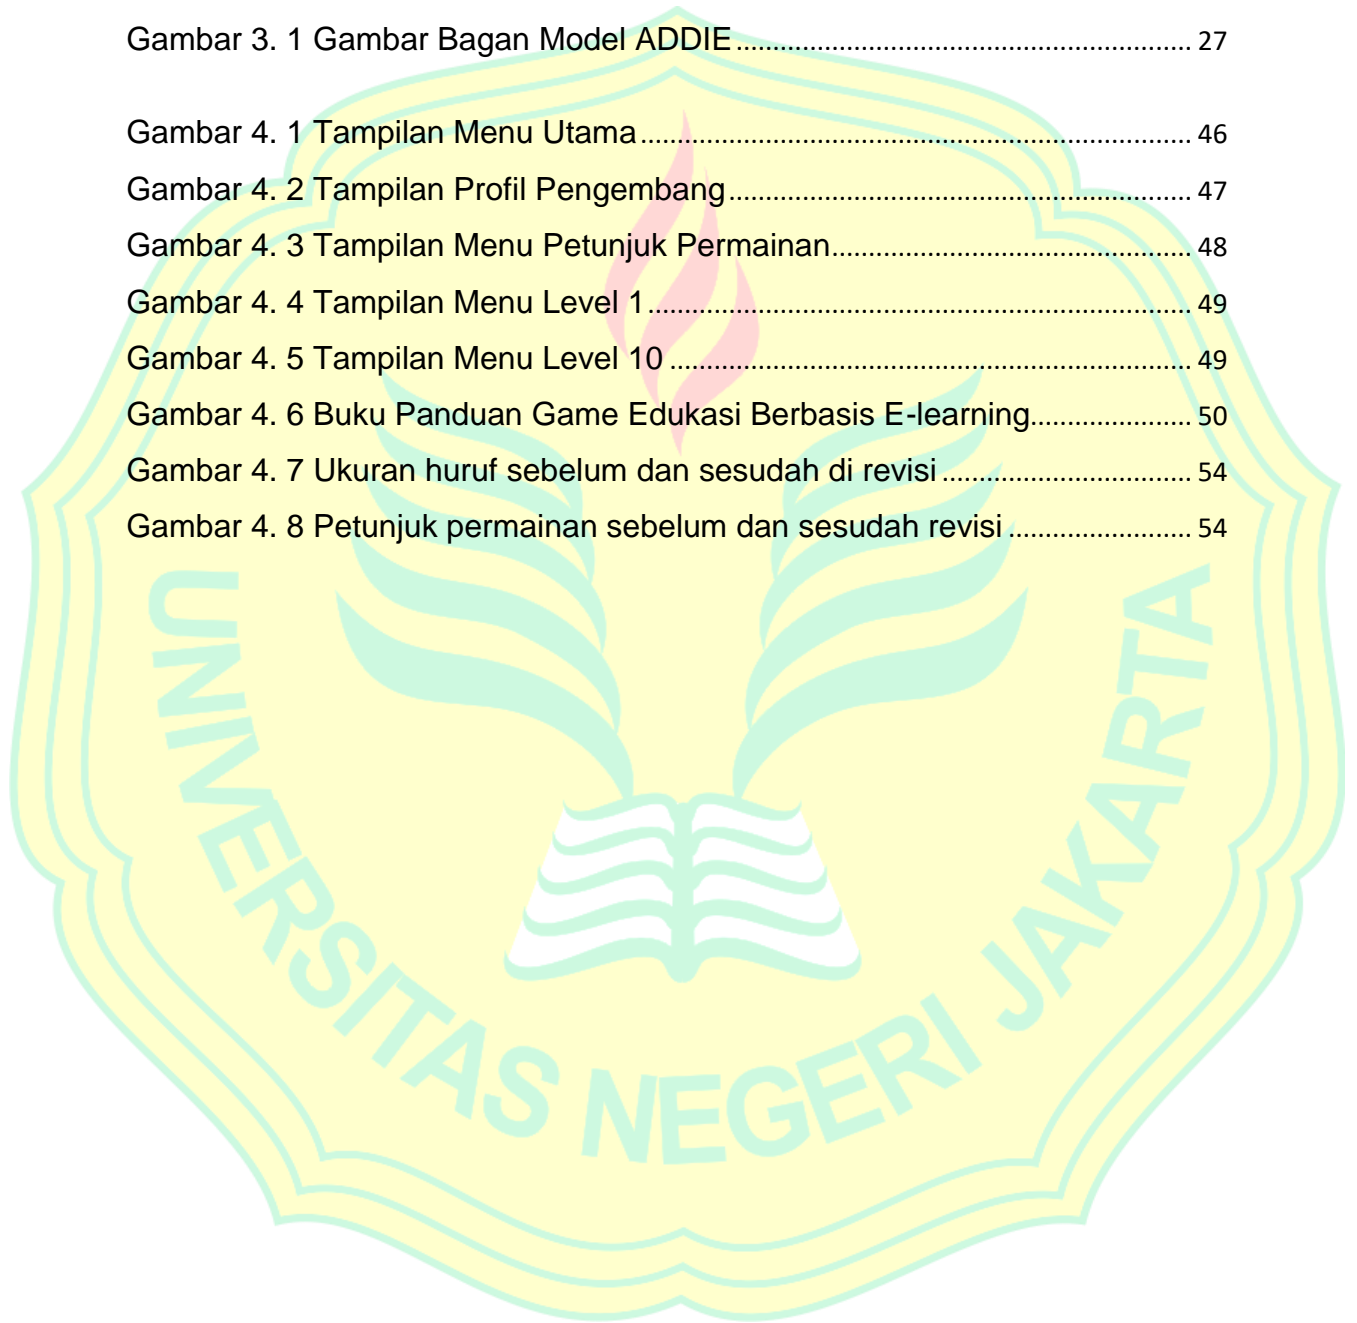 Gambar 3. 1 Gambar Bagan Model ADDIE ........................................................ 27
Gambar 4. 1 Tampilan Menu Utama .................................................................... 46
Gambar 4. 2 Tampilan Profil Pengembang ......................................................... 47
Gambar 4. 3 Tampilan Menu Petunjuk Permainan............................................ 48
Gambar 4. 4 Tampilan Menu Level 1 ................................................................... 49
Gambar 4. 5 Tampilan Menu Level 10 ................................................................ 49
Gambar 4. 6 Buku Panduan Game Edukasi Berbasis E-learning.................... 50
Gambar 4. 7 Ukuran huruf sebelum dan sesudah di revisi ............................... 54
Gambar 4. 8 Petunjuk permainan sebelum dan sesudah revisi ....................... 54
UNIVERSITAS NEGERI JAKARTA